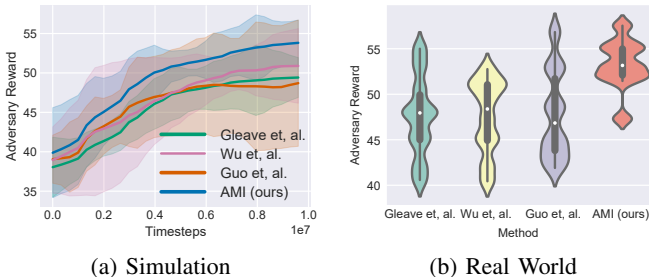 Adversary Reward
55
50
45
40
35
0.0 0.2 0.4 0.6 0.8 1.0
1e7
Timesteps
Gleave et, al.
Wu et, al.
Guo et, al.
AMI (ours)
(a) Simulation
Adversary Reward
55
50
45
40
Gleave et, al. Wu et, al. Guo et, al. AMI (ours)
Method
(b) Real World